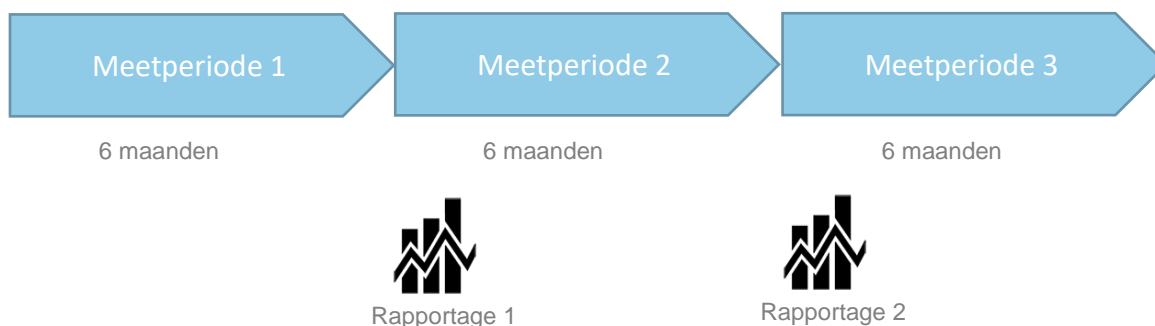 Meetperiode 1
Meetperiode 2
Meetperiode 3
6 maanden
6 maanden
6 maanden
Rapportage 1
Rapportage 2